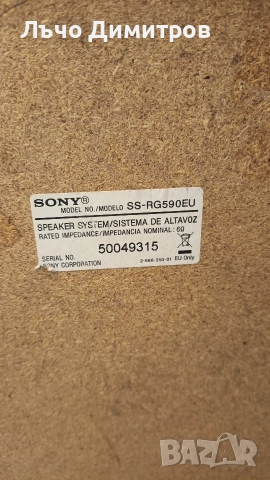 Лъчо Димитров
SONY®
MODEL NO./MODELO SS-RG590EU
SPEAKER SYSTEM/SISTEMA DE ALTAVOZ
RATED IMPEDANCE/IMPEDANCIA NOMINAL: 6Ω
SERIAL NO. 50049315
SONY CORPORATION
EU Only
BAZAR